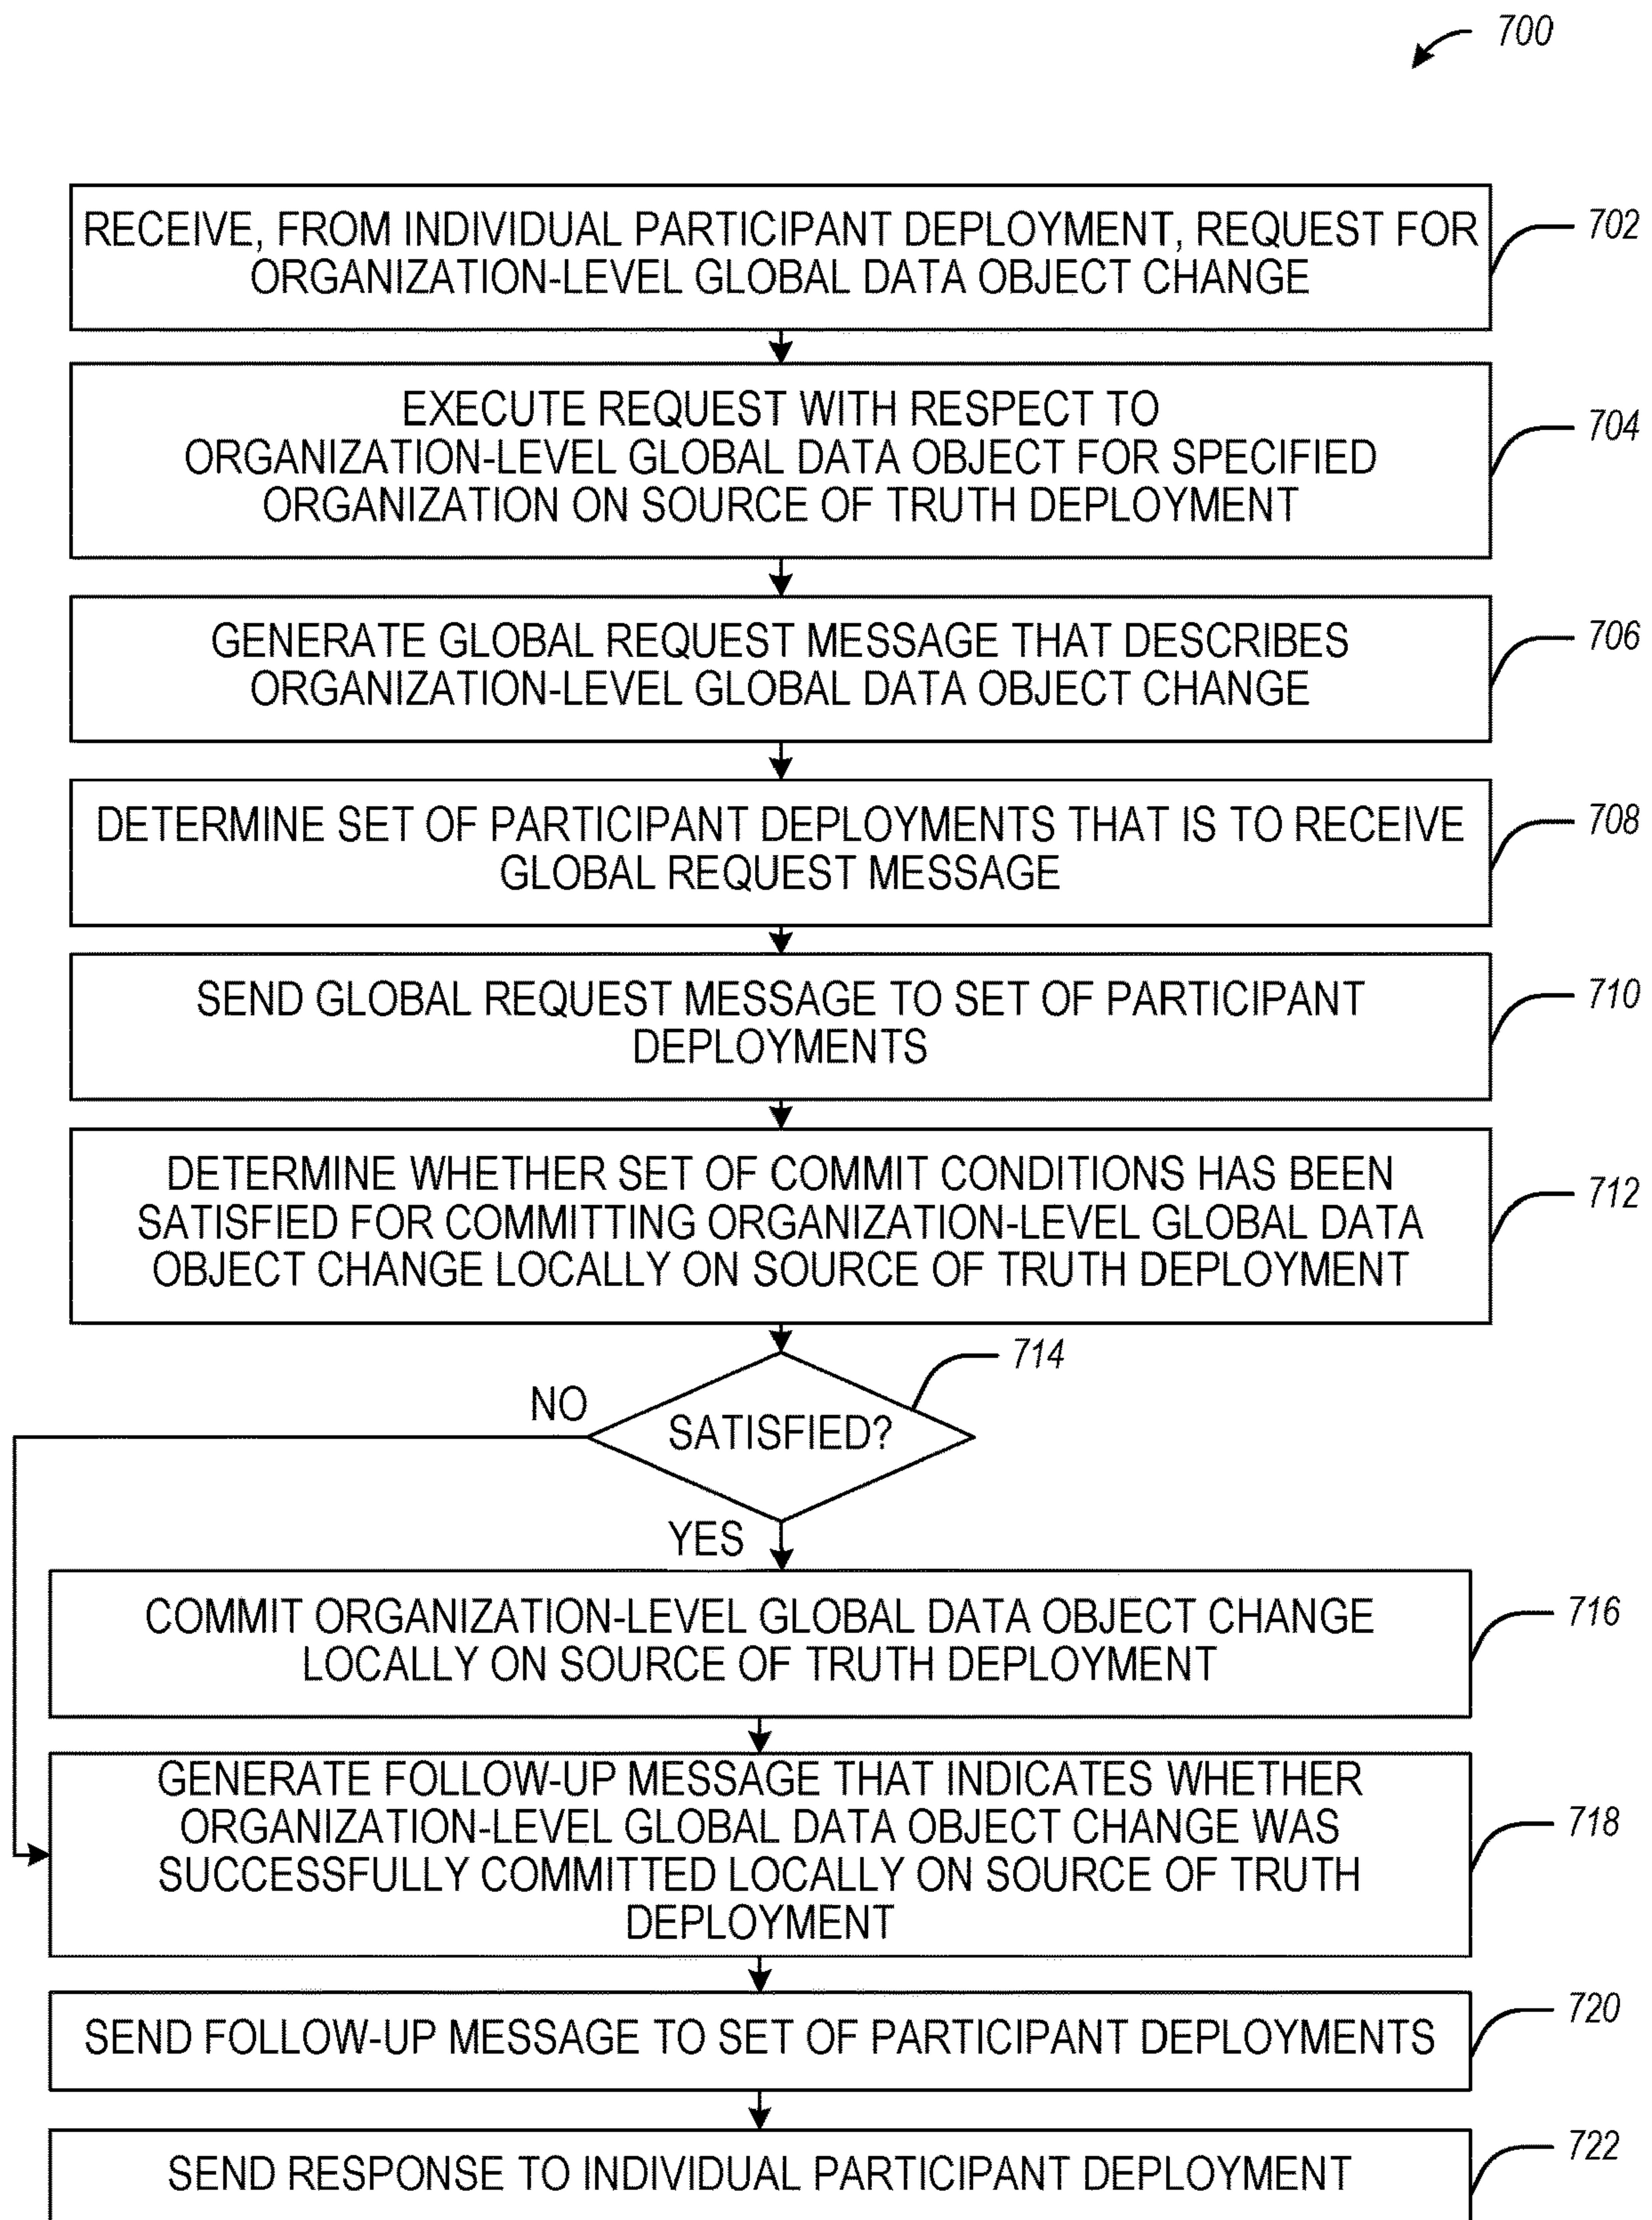 700
RECEIVE, FROM INDIVIDUAL PARTICIPANT DEPLOYMENT, REQUEST FOR
ORGANIZATION-LEVEL GLOBAL DATA OBJECT CHANGE
702
EXECUTE REQUEST WITH RESPECT TO
ORGANIZATION-LEVEL GLOBAL DATA OBJECT FOR SPECIFIED
ORGANIZATION ON SOURCE OF TRUTH DEPLOYMENT
704
GENERATE GLOBAL REQUEST MESSAGE THAT DESCRIBES
ORGANIZATION-LEVEL GLOBAL DATA OBJECT CHANGE
706
DETERMINE SET OF PARTICIPANT DEPLOYMENTS THAT IS TO RECEIVE
GLOBAL REQUEST MESSAGE
708
SEND GLOBAL REQUEST MESSAGE TO SET OF PARTICIPANT
DEPLOYMENTS
710
DETERMINE WHETHER SET OF COMMIT CONDITIONS HAS BEEN
SATISFIED FOR COMMITTING ORGANIZATION-LEVEL GLOBAL DATA
OBJECT CHANGE LOCALLY ON SOURCE OF TRUTH DEPLOYMENT
712
714
NO
SATISFIED?
YES
COMMIT ORGANIZATION-LEVEL GLOBAL DATA OBJECT CHANGE
LOCALLY ON SOURCE OF TRUTH DEPLOYMENT
716
GENERATE FOLLOW-UP MESSAGE THAT INDICATES WHETHER
ORGANIZATION-LEVEL GLOBAL DATA OBJECT CHANGE WAS
SUCCESSFULLY COMMITTED LOCALLY ON SOURCE OF TRUTH
DEPLOYMENT
718
SEND FOLLOW-UP MESSAGE TO SET OF PARTICIPANT DEPLOYMENTS
720
SEND RESPONSE TO INDIVIDUAL PARTICIPANT DEPLOYMENT
722